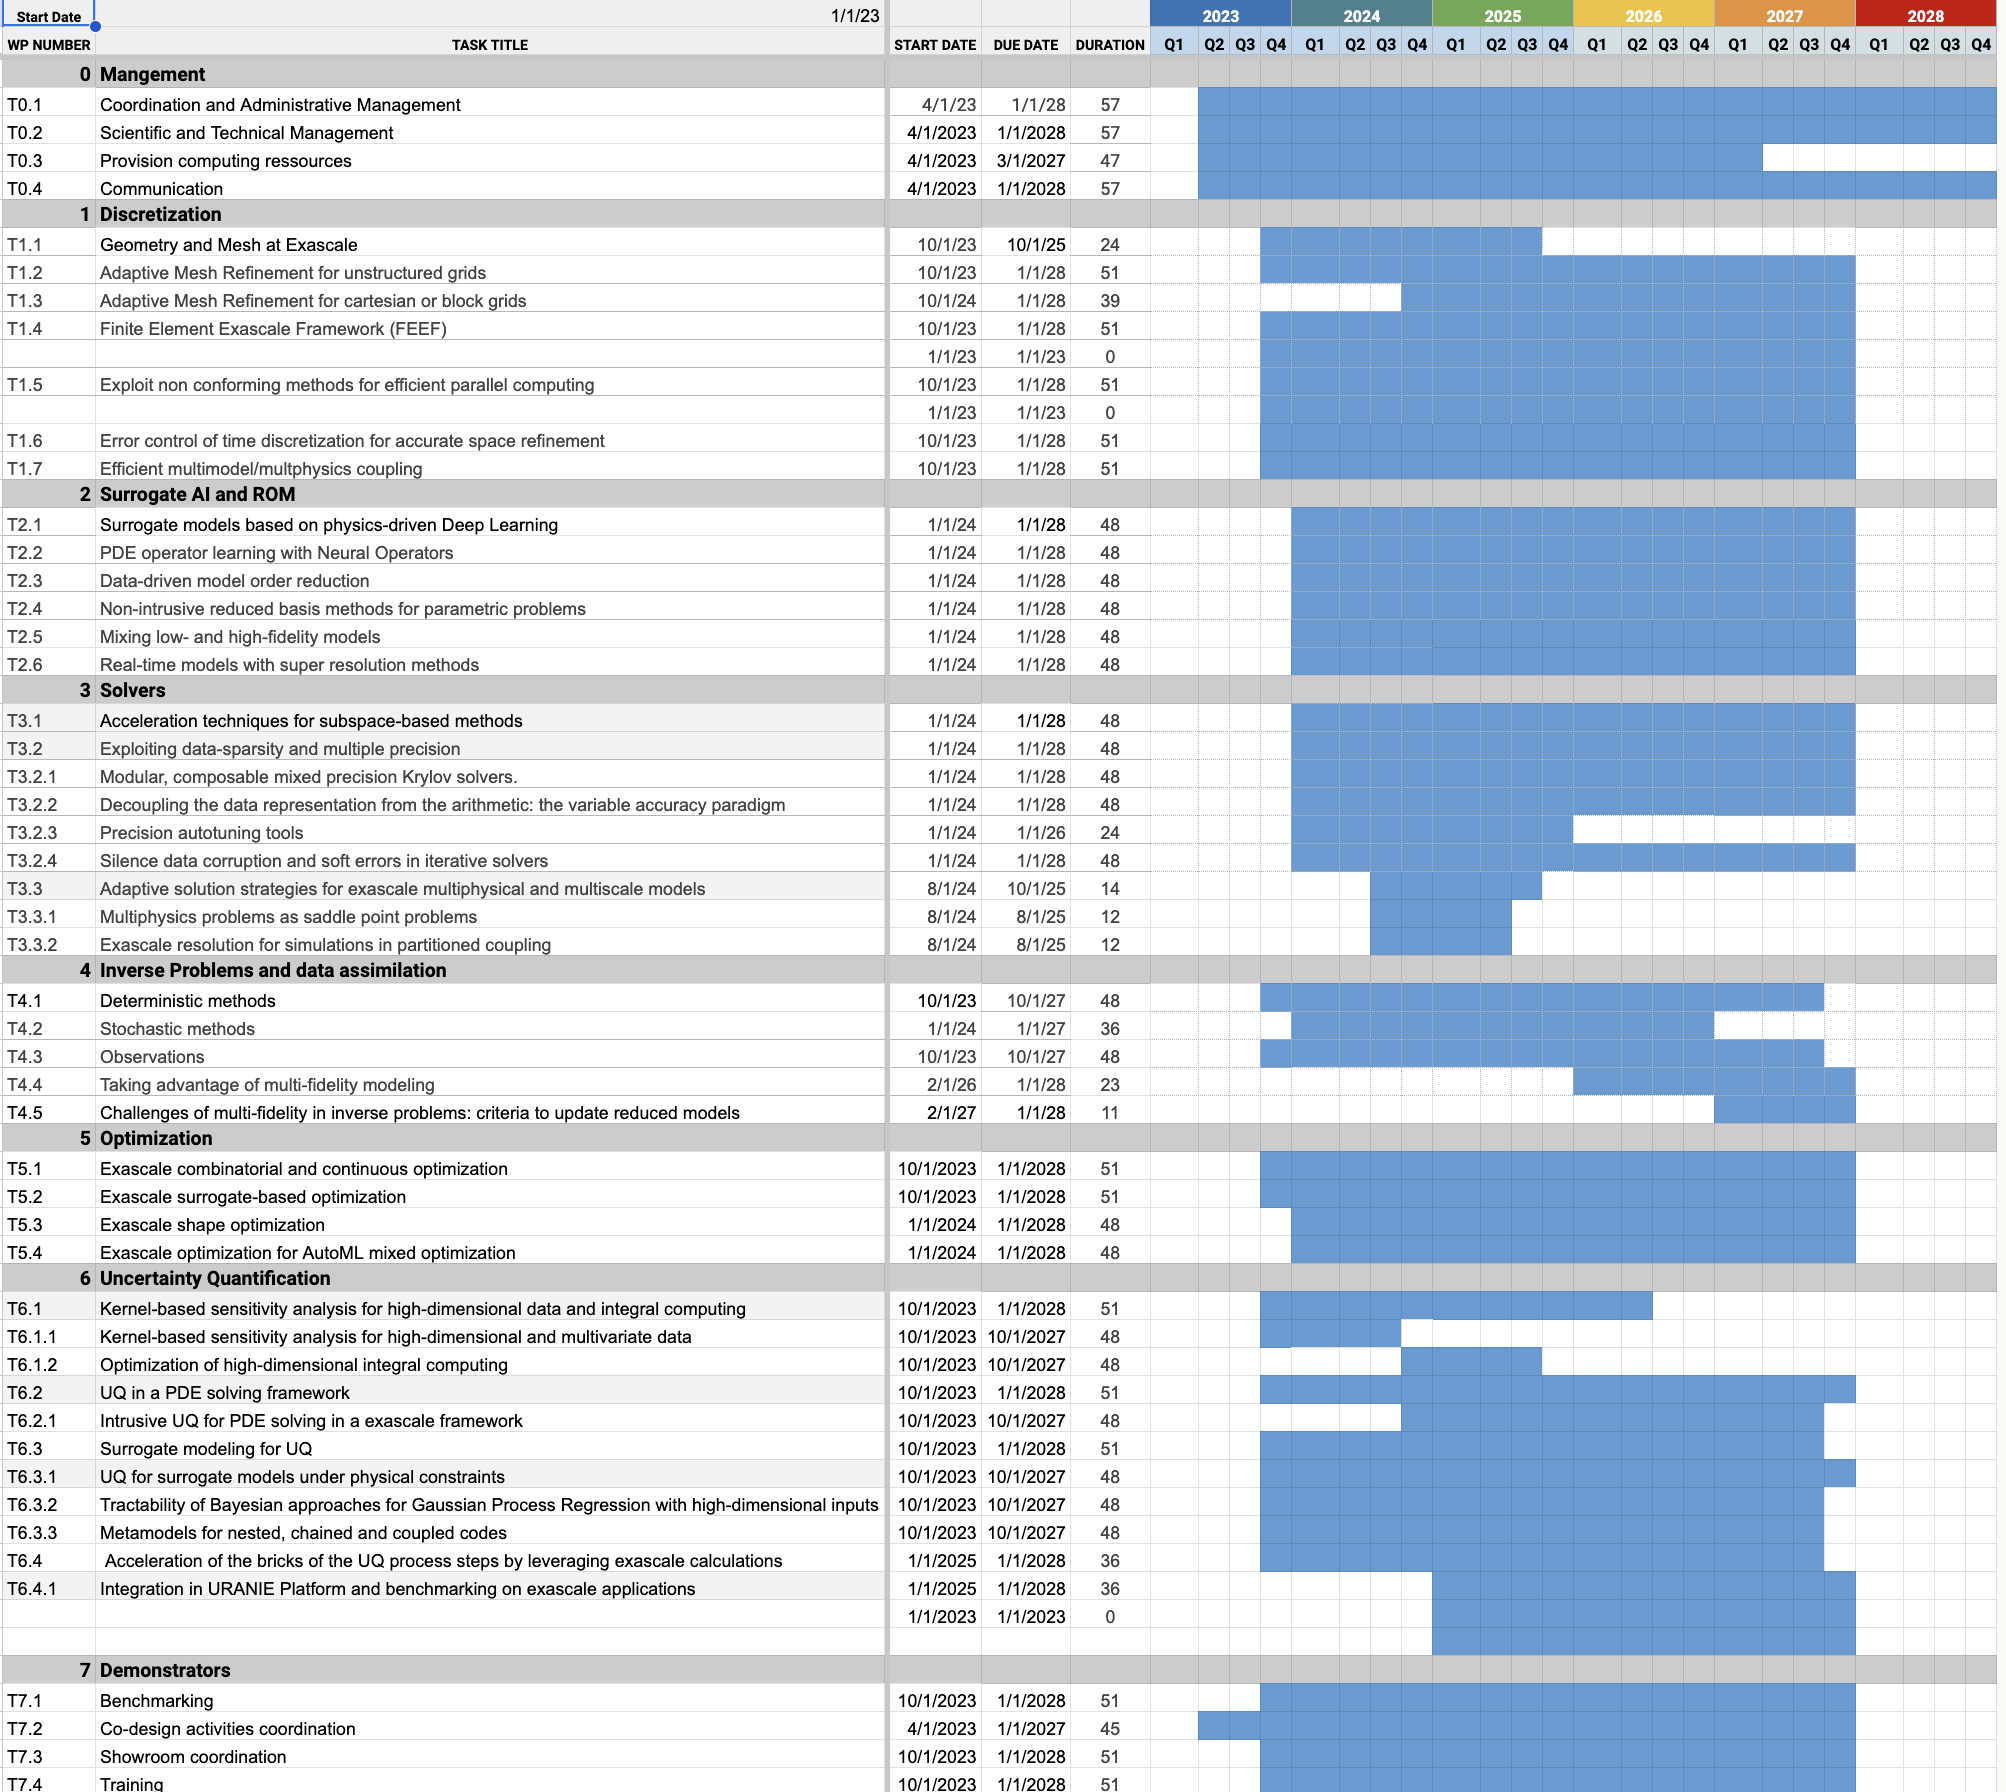 Start Date 1/1/23 2023 2024 2025 2026 2027 2028
WP NUMBER TASK TITLE START DATE DUE DATE DURATION Q1 Q2 Q3 Q4 Q1 Q2 Q3 Q4 Q1 Q2 Q3 Q4 Q1 Q2 Q3 Q4 Q1 Q2 Q3 Q4 Q1 Q2 Q3 Q4
0 Mangement
T0.1 Coordination and Administrative Management 4/1/23 1/1/28 57
T0.2 Scientific and Technical Management 4/1/2023 1/1/2028 57
T0.3 Provision computing ressources 4/1/2023 3/1/2027 47
T0.4 Communication 4/1/2023 1/1/2028 57
1 Discretization
T1.1 Geometry and Mesh at Exascale 10/1/23 10/1/25 24
T1.2 Adaptive Mesh Refinement for unstructured grids 10/1/23 1/1/28 51
T1.3 Adaptive Mesh Refinement for cartesian or block grids 10/1/24 1/1/28 39
T1.4 Finite Element Exascale Framework (FEEF) 10/1/23 1/1/28 51
1/1/23 1/1/23 0
T1.5 Exploit non conforming methods for efficient parallel computing 10/1/23 1/1/28 51
1/1/23 1/1/23 0
T1.6 Error control of time discretization for accurate space refinement 10/1/23 1/1/28 51
T1.7 Efficient multimodel/multphysics coupling 10/1/23 1/1/28 51
2 Surrogate AI and ROM
T2.1 Surrogate models based on physics-driven Deep Learning 1/1/24 1/1/28 48
T2.2 PDE operator learning with Neural Operators 1/1/24 1/1/28 48
T2.3 Data-driven model order reduction 1/1/24 1/1/28 48
T2.4 Non-intrusive reduced basis methods for parametric problems 1/1/24 1/1/28 48
T2.5 Mixing low- and high-fidelity models 1/1/24 1/1/28 48
T2.6 Real-time models with super resolution methods 1/1/24 1/1/28 48
3 Solvers
T3.1 Acceleration techniques for subspace-based methods 1/1/24 1/1/28 48
T3.2 Exploiting data-sparsity and multiple precision 1/1/24 1/1/28 48
T3.2.1 Modular, composable mixed precision Krylov solvers. 1/1/24 1/1/28 48
T3.2.2 Decoupling the data representation from the arithmetic: the variable accuracy paradigm 1/1/24 1/1/28 48
T3.2.3 Precision autotuning tools 1/1/24 1/1/26 24
T3.2.4 Silence data corruption and soft errors in iterative solvers 1/1/24 1/1/28 48
T3.3 Adaptive solution strategies for exascale multiphysical and multiscale models 8/1/24 10/1/25 14
T3.3.1 Multiphysics problems as saddle point problems 8/1/24 8/1/25 12
T3.3.2 Exascale resolution for simulations in partitioned coupling 8/1/24 8/1/25 12
4 Inverse Problems and data assimilation
T4.1 Deterministic methods 10/1/23 10/1/27 48
T4.2 Stochastic methods 1/1/24 1/1/27 36
T4.3 Observations 10/1/23 10/1/27 48
T4.4 Taking advantage of multi-fidelity modeling 2/1/26 1/1/28 23
T4.5 Challenges of multi-fidelity in inverse problems: criteria to update reduced models 2/1/27 1/1/28 11
5 Optimization
T5.1 Exascale combinatorial and continuous optimization 10/1/2023 1/1/2028 51
T5.2 Exascale surrogate-based optimization 10/1/2023 1/1/2028 51
T5.3 Exascale shape optimization 1/1/2024 1/1/2028 48
T5.4 Exascale optimization for AutoML mixed optimization 1/1/2024 1/1/2028 48
6 Uncertainty Quantification
T6.1 Kernel-based sensitivity analysis for high-dimensional data and integral computing 10/1/2023 1/1/2028 51
T6.1.1 Kernel-based sensitivity analysis for high-dimensional and multivariate data 10/1/2023 10/1/2027 48
T6.1.2 Optimization of high-dimensional integral computing 10/1/2023 10/1/2027 48
T6.2 UQ in a PDE solving framework 10/1/2023 1/1/2028 51
T6.2.1 Intrusive UQ for PDE solving in a exascale framework 10/1/2023 10/1/2027 48
T6.3 Surrogate modeling for UQ 10/1/2023 1/1/2028 51
T6.3.1 UQ for surrogate models under physical constraints 10/1/2023 10/1/2027 48
T6.3.2 Tractability of Bayesian approaches for Gaussian Process Regression with high-dimensional inputs 10/1/2023 10/1/2027 48
T6.3.3 Metamodels for nested, chained and coupled codes 10/1/2023 10/1/2027 48
T6.4 Acceleration of the bricks of the UQ process steps by leveraging exascale calculations 1/1/2025 1/1/2028 36
T6.4.1 Integration in URANIE Platform and benchmarking on exascale applications 1/1/2025 1/1/2028 36
1/1/2023 1/1/2023 0
7 Demonstrators
T7.1 Benchmarking 10/1/2023 1/1/2028 51
T7.2 Co-design activities coordination 4/1/2023 1/1/2027 45
T7.3 Showroom coordination 10/1/2023 1/1/2028 51
T7.4 Training 10/1/2023 1/1/2028 51